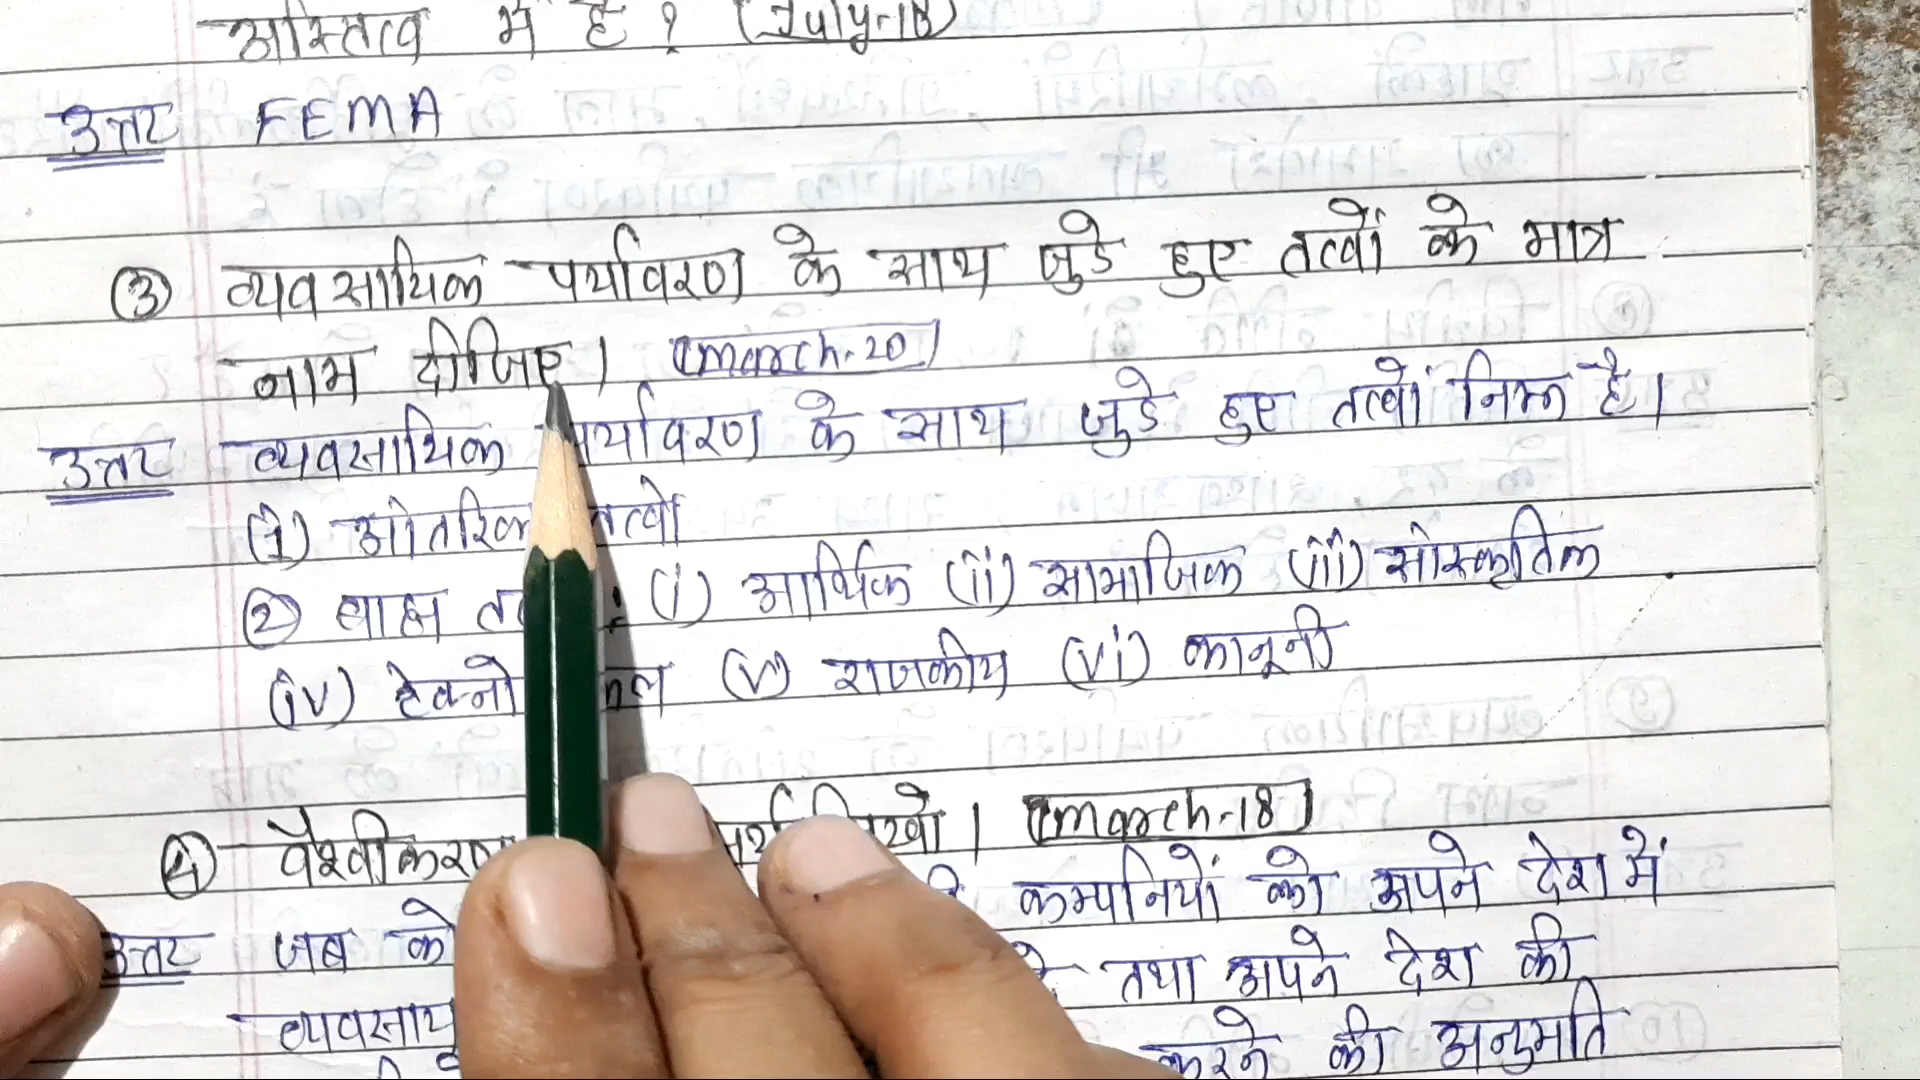 अस्तित्व में है ? (July-18)
उत्तर FEMA
③ व्यवसायिक पर्यावरण के साथ जुडे हुए तत्वों के मात्र
नाम दीजिए । (March-20)
उत्तर व्यवसायिक पर्यावरण के साथ जुडे हुए तत्वों निम्न है ।
(1) आंतरिक तत्वो
② बाह्य : (i) आर्थिक (ii) सामाजिक (iii) सांस्कृतिक
(iv) (v) राजकीय (vi) कानूनी
④ वैश्वीकरण लिखो । (March-18)
उत्तर जब कम्पनियों को अपने देश में
तथा अपने देश की
करने की अनुमति